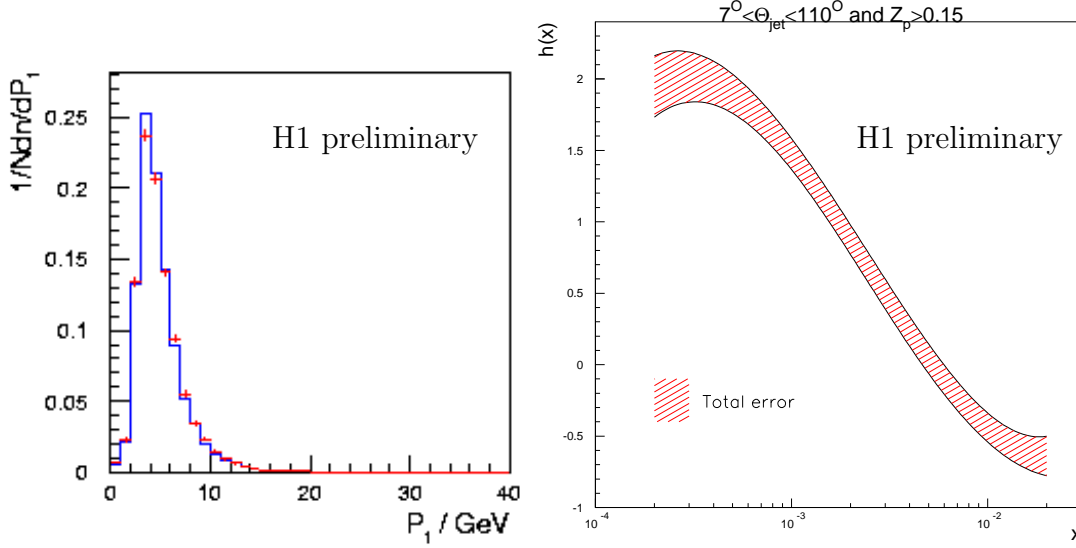 1/Ndn/dP₁
0.25
0.2
0.15
0.1
0.05
0
H1 preliminary
0 10 20 30 40
P₁ / GeV
7⁰<Θjet<110⁰ and Zp>0.15
h(x)
2
1.5
1
0.5
0
-0.5
-1
H1 preliminary
Total error
10⁻⁴ 10⁻³ 10⁻²
x